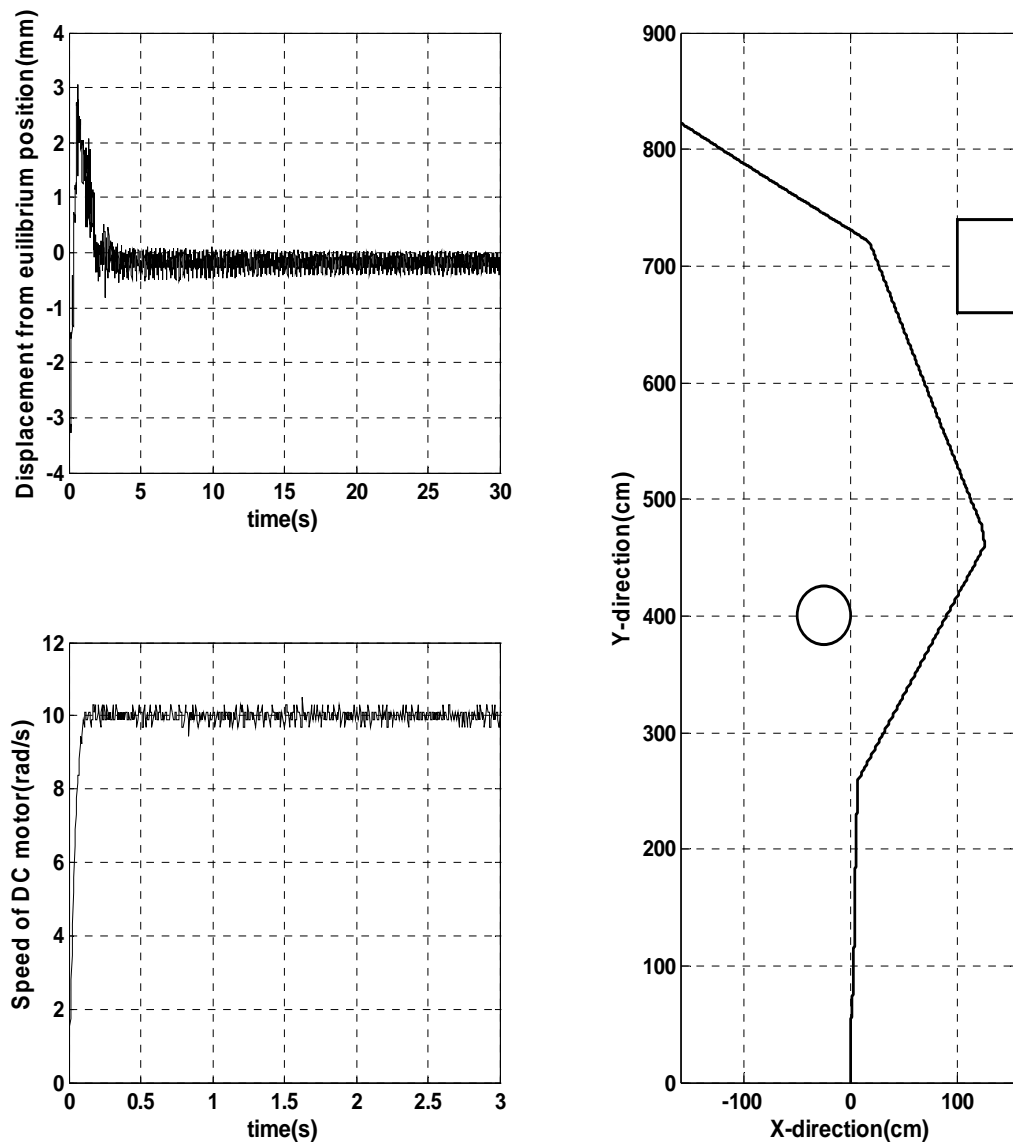 Displacement from euilibrium position(mm)
4
3
2
1
0
-1
-2
-3
-4
0 5 10 15 20 25 30
time(s)
Speed of DC motor(rad/s)
12
10
8
6
4
2
0
0 0.5 1 1.5 2 2.5 3
time(s)
Y-direction(cm)
900
800
700
600
500
400
300
200
100
0
-100 0 100
X-direction(cm)